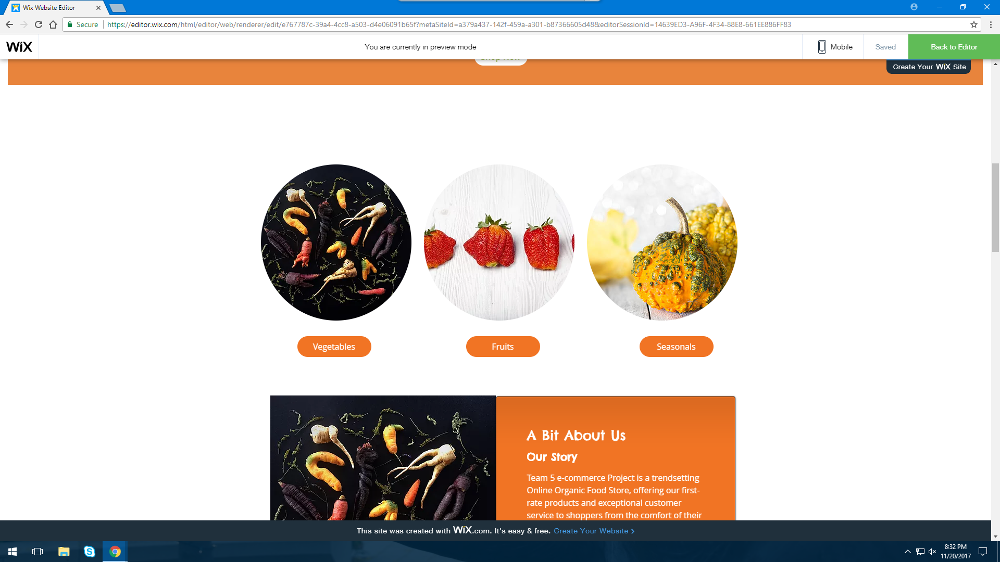 Wix Website Editor
Secure
https://editor.wix.com/html/editor/web/renderer/edit/e767787c-39a4-4cc8-a503-d4e06091b65f?metaSiteId=a379a437-142f-459a-a301-b87366605d48&editorSessionId=14639ED3-A96F-4F34-88E8-661EE886FF83
WiX
You are currently in preview mode
Mobile
Saved
Back to Editor
Shop Now
Create Your WiX Site
Vegetables
Fruits
Seasonals
A Bit About Us
Our Story
Team 5 e-commerce Project is a trendsetting
Online Organic Food Store, offering our first-
rate products and exceptional customer
service to shoppers from the comfort of their
This site was created with WiX.com. It's easy & free. Create Your Website >
8:32 PM
11/20/2017